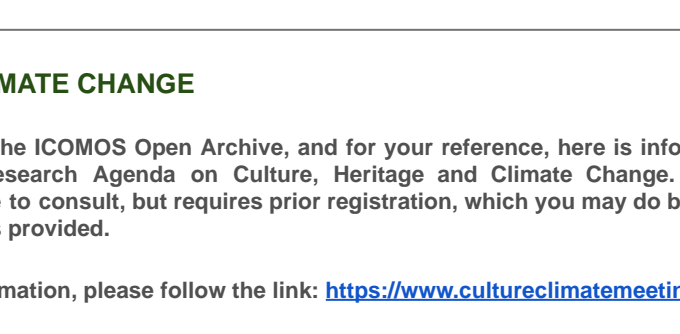 MATE CHANGE
he ICOMOS Open Archive, and for your reference, here is info
esearch Agenda on Culture, Heritage and Climate Change.
to consult, but requires prior registration, which you may do b
s provided.
mation, please follow the link: https://www.cultureclimatemeetin